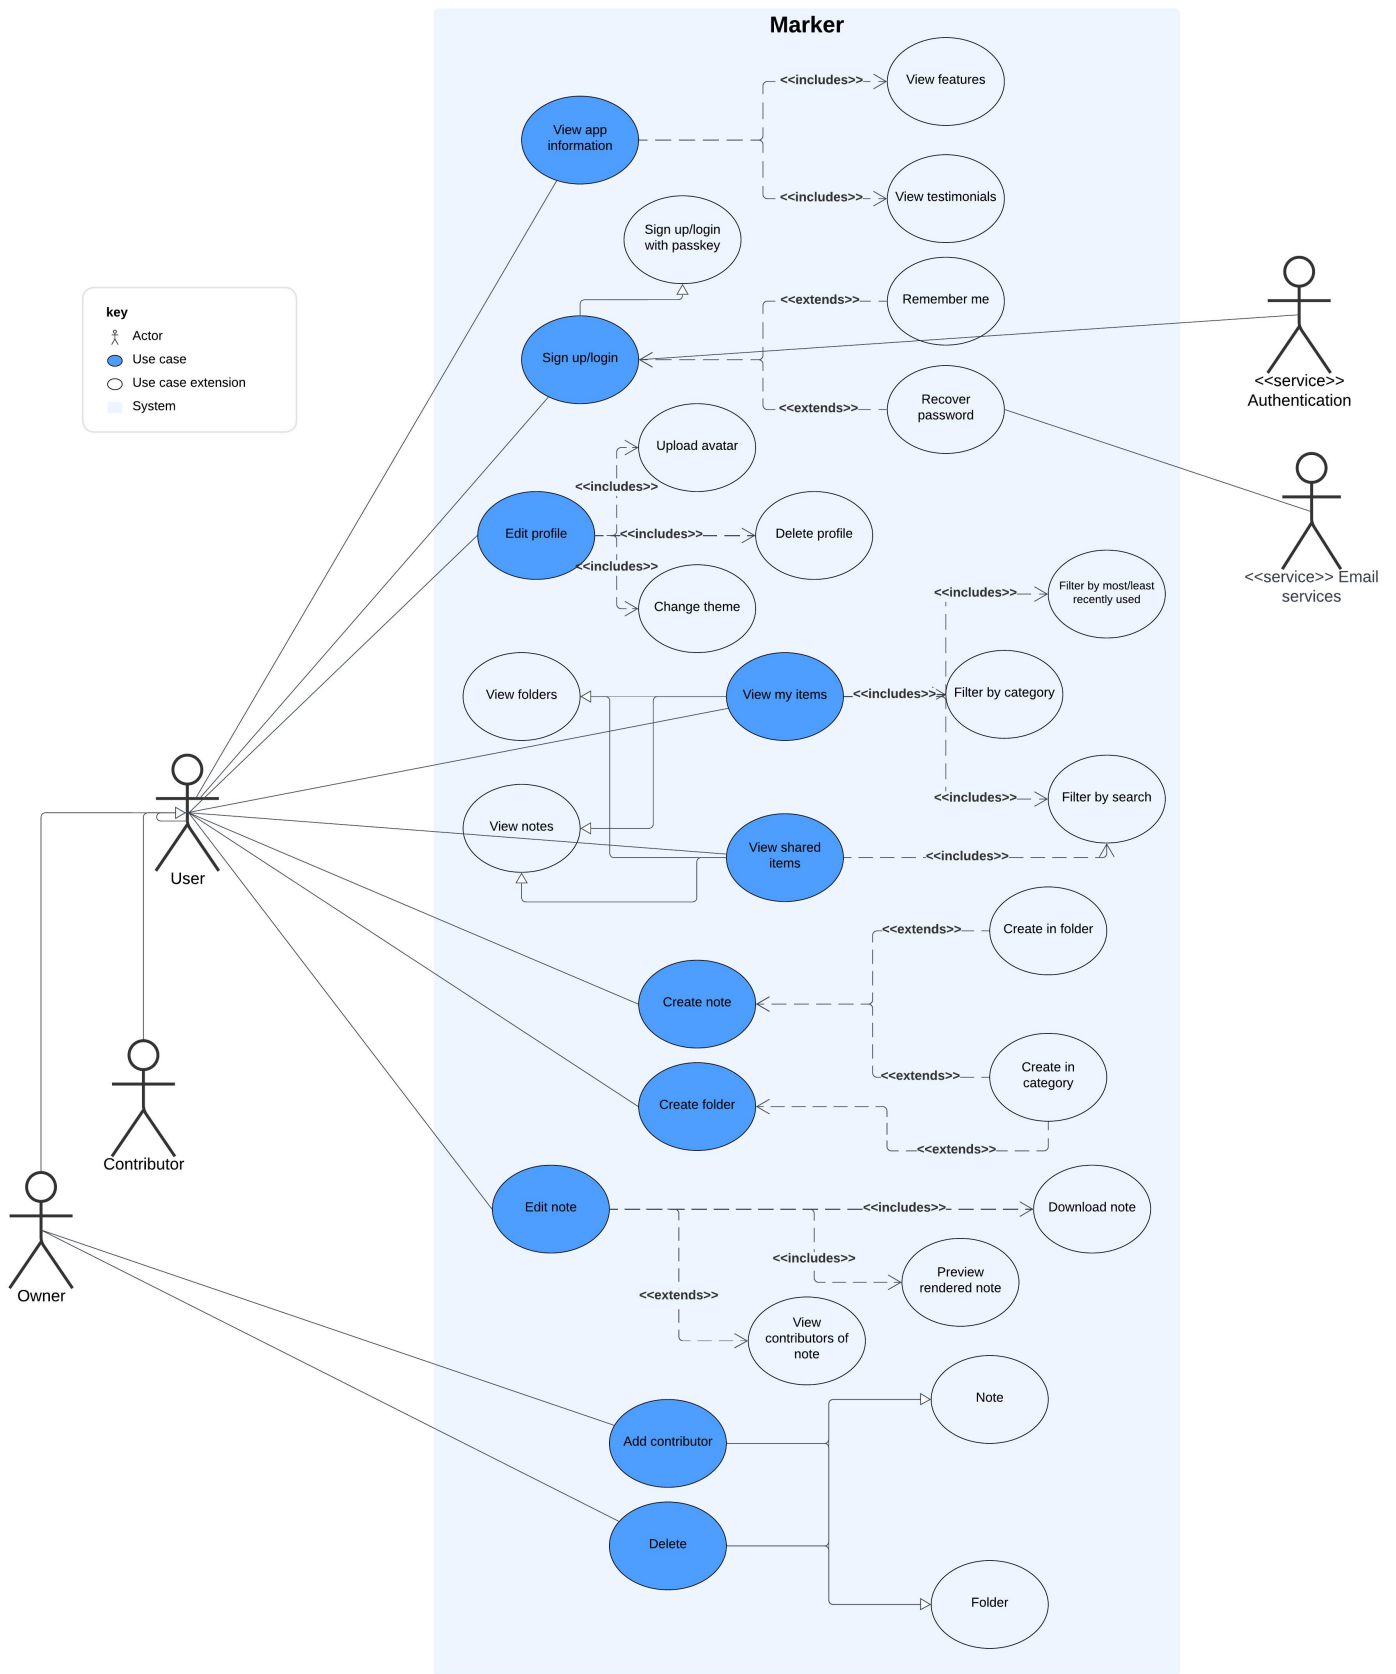 Marker
<<includes>>
View features
View app
information
<<includes>>
View testimonials
Sign up/login
with passkey
key
Actor
Use case
Use case extension
System
<<extends>>
Remember me
Sign up/login
<<service>>
Authentication
<<extends>>
Recover
password
Upload avatar
<<includes>>
Edit profile
<<includes>>
Delete profile
<<includes>>
Change theme
<<service>> Email
services
<<includes>>
Filter by most/least
recently used
View folders
View my items
<<includes>>
Filter by category
<<includes>>
Filter by search
View notes
View shared
items
<<includes>>
User
<<extends>>
Create in folder
Create note
<<extends>>
Create in
category
Create folder
<<extends>>
Contributor
Edit note
<<includes>>
Download note
<<includes>>
Preview
rendered note
<<extends>>
View
contributors of
note
Owner
Note
Add contributor
Delete
Folder